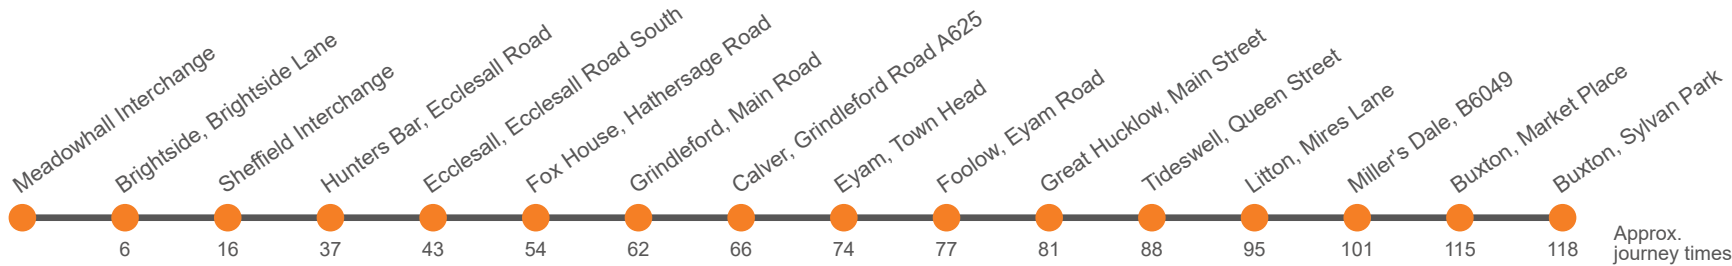 Meadowhall Interchange
Brightside, Brightside Lane
Sheffield Interchange
Hunters Bar, Ecclesall Road
Ecclesall, Ecclesall Road South
Fox House, Hathersage Road
Grindleford, Main Road
Calver, Grindleford Road A625
Eyam, Town Head
Foolow, Eyam Road
Great Hucklow, Main Street
Tideswell, Queen Street
Litton, Mires Lane
Miller's Dale, B6049
Buxton, Market Place
Buxton, Sylvan Park
6 16 37 43 54 62 66 74 77 81 88 95 101 115 118
Approx.
journey times